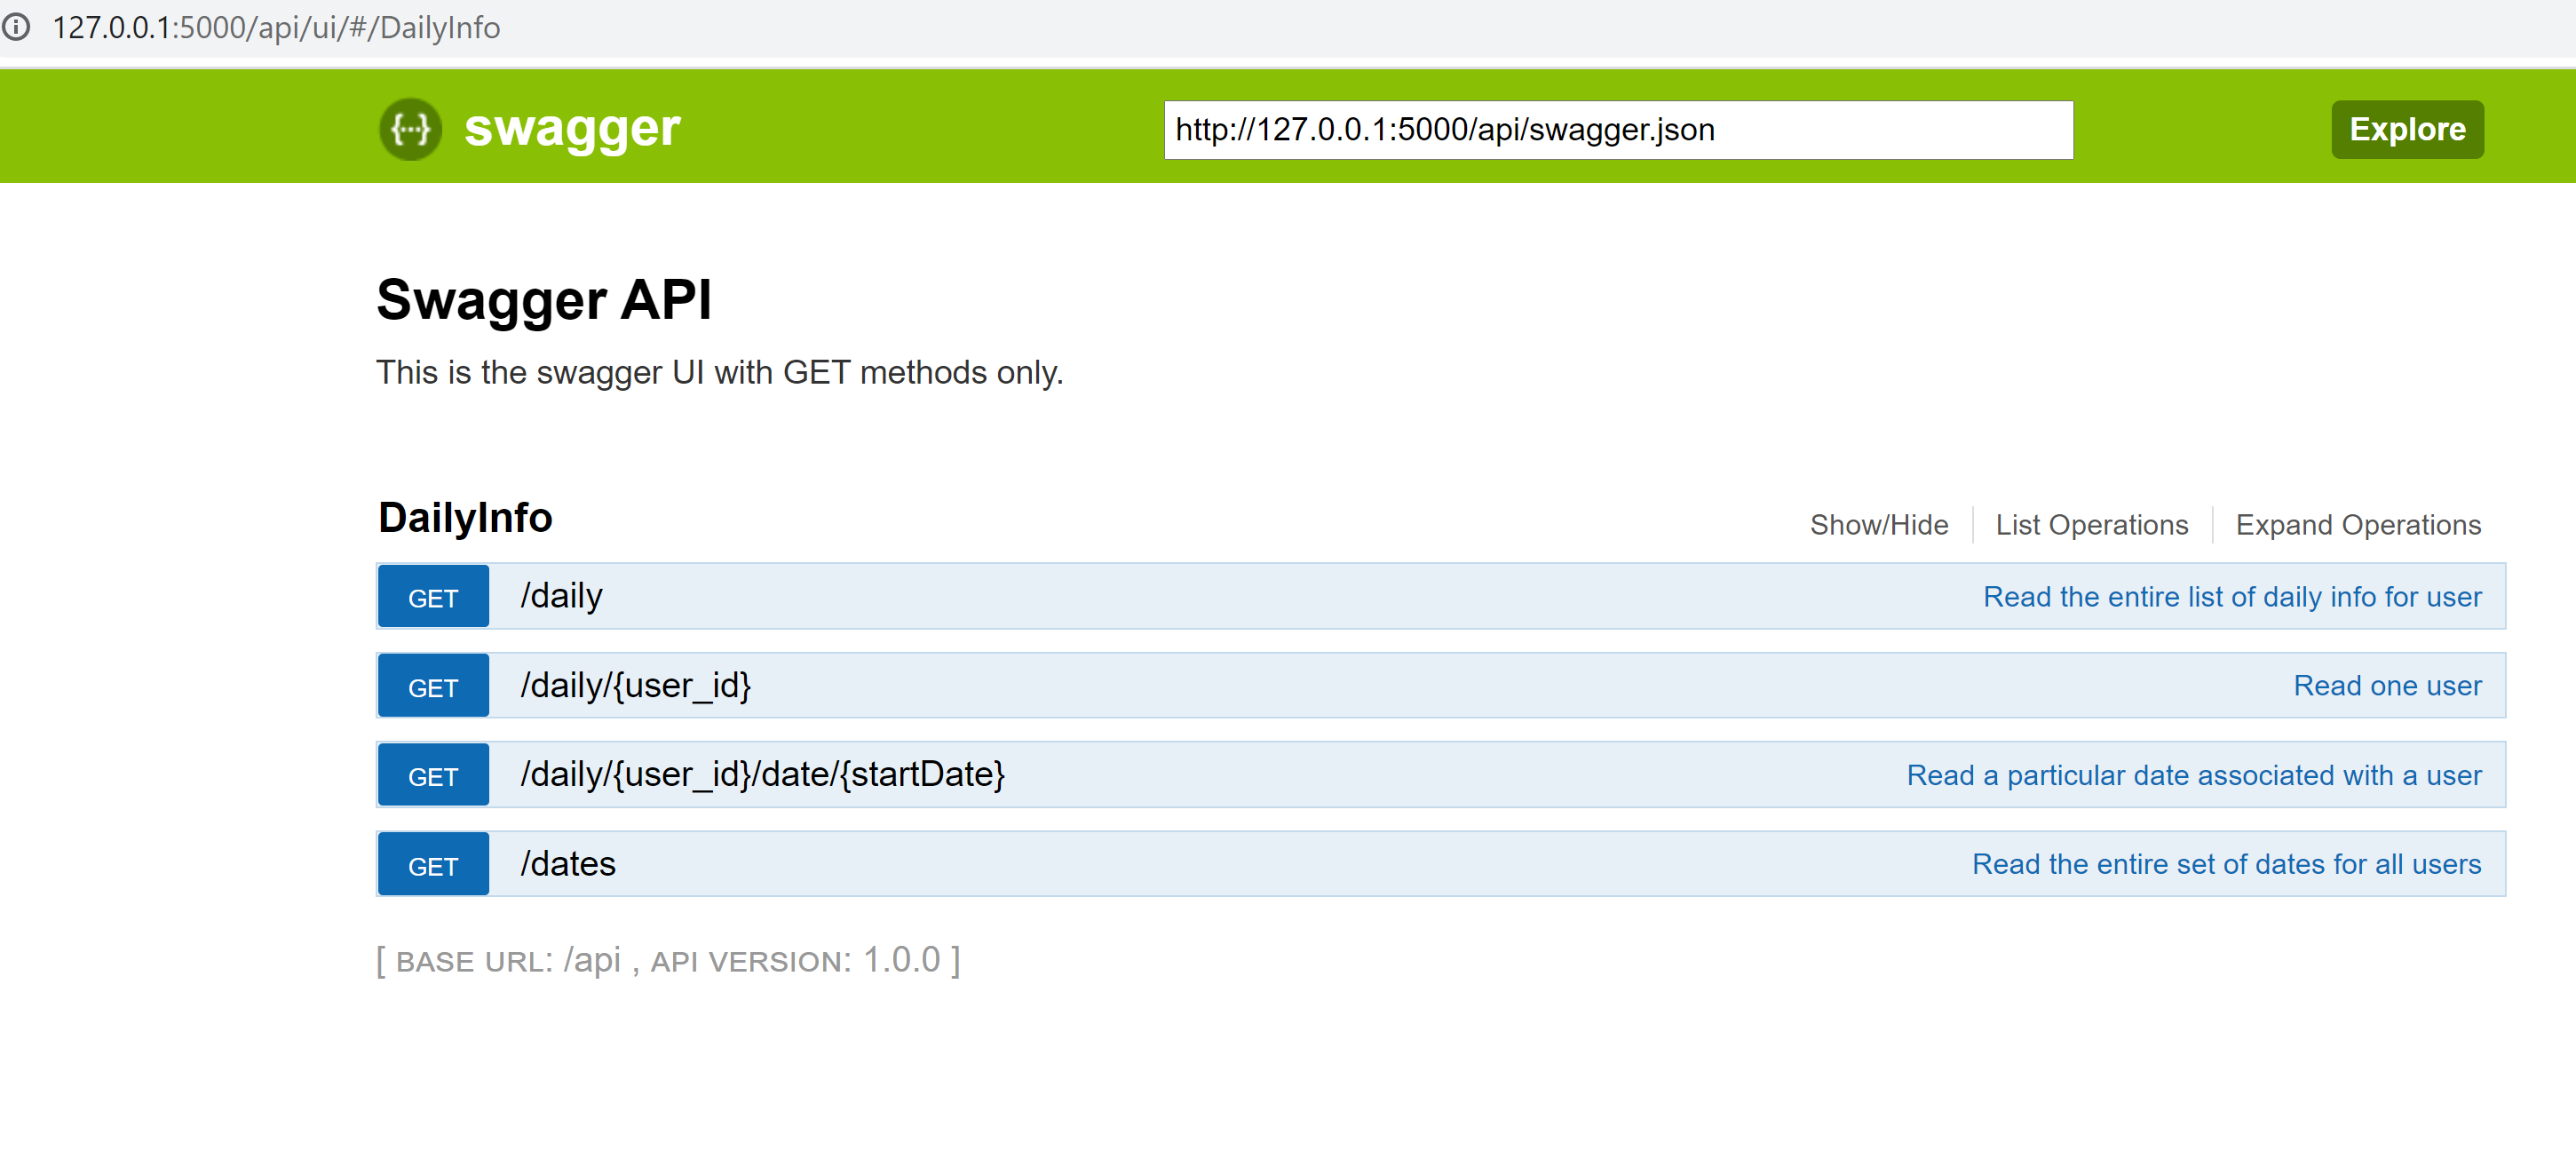 127.0.0.1:5000/api/ui/#/DailyInfo
{···} swagger
http://127.0.0.1:5000/api/swagger.json
Explore
Swagger API
This is the swagger UI with GET methods only.
DailyInfo
Show/Hide
List Operations
Expand Operations
GET /daily Read the entire list of daily info for user
GET /daily/{user_id} Read one user
GET /daily/{user_id}/date/{startDate} Read a particular date associated with a user
GET /dates Read the entire set of dates for all users
[ BASE URL: /api , API VERSION: 1.0.0 ]